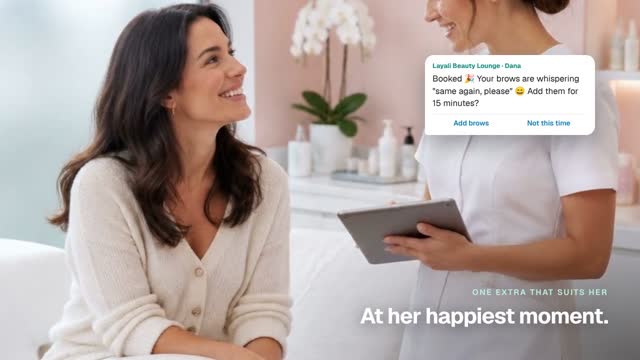 Layali Beauty Lounge · Dana
Booked 🎉 Your brows are whispering
"same again, please" 😄 Add them for
15 minutes?
Add brows
Not this time
ONE EXTRA THAT SUITS HER
At her happiest moment.